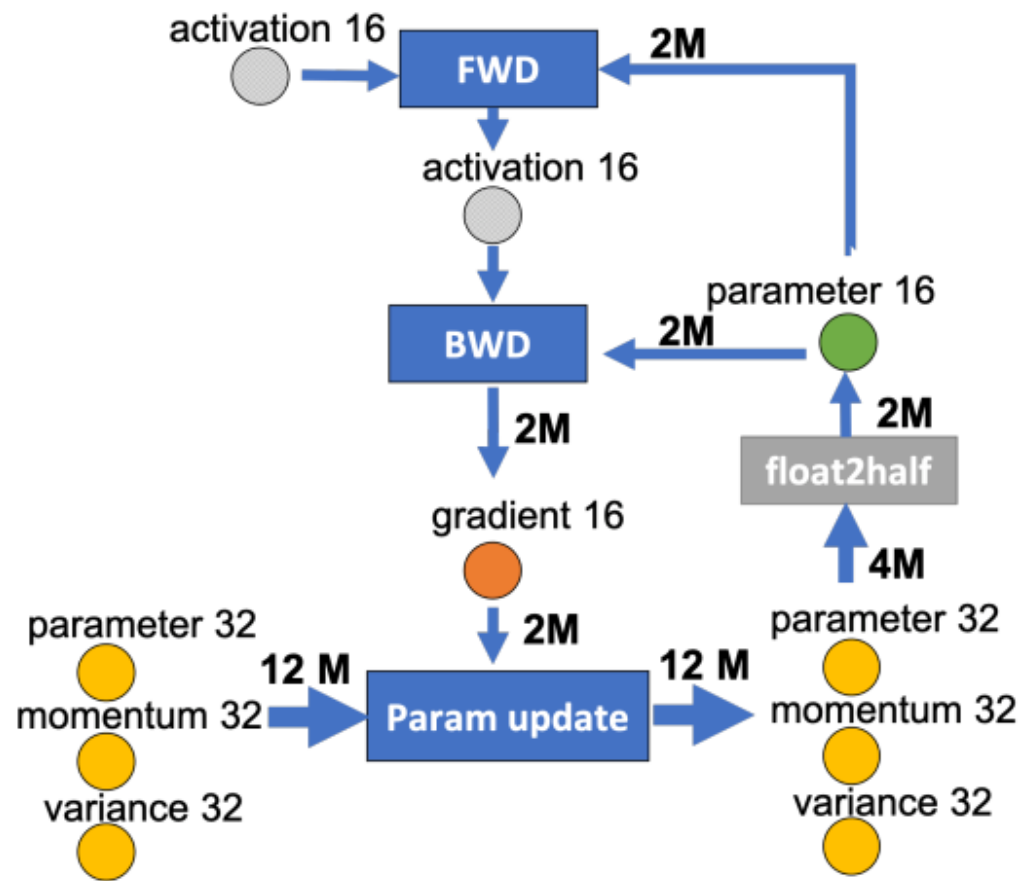 activation 16
FWD
2M
activation 16
parameter 16
BWD
2M
2M
2M
float2half
gradient 16
4M
2M
parameter 32
momentum 32
variance 32
12 M
Param update
12 M
parameter 32
momentum 32
variance 32